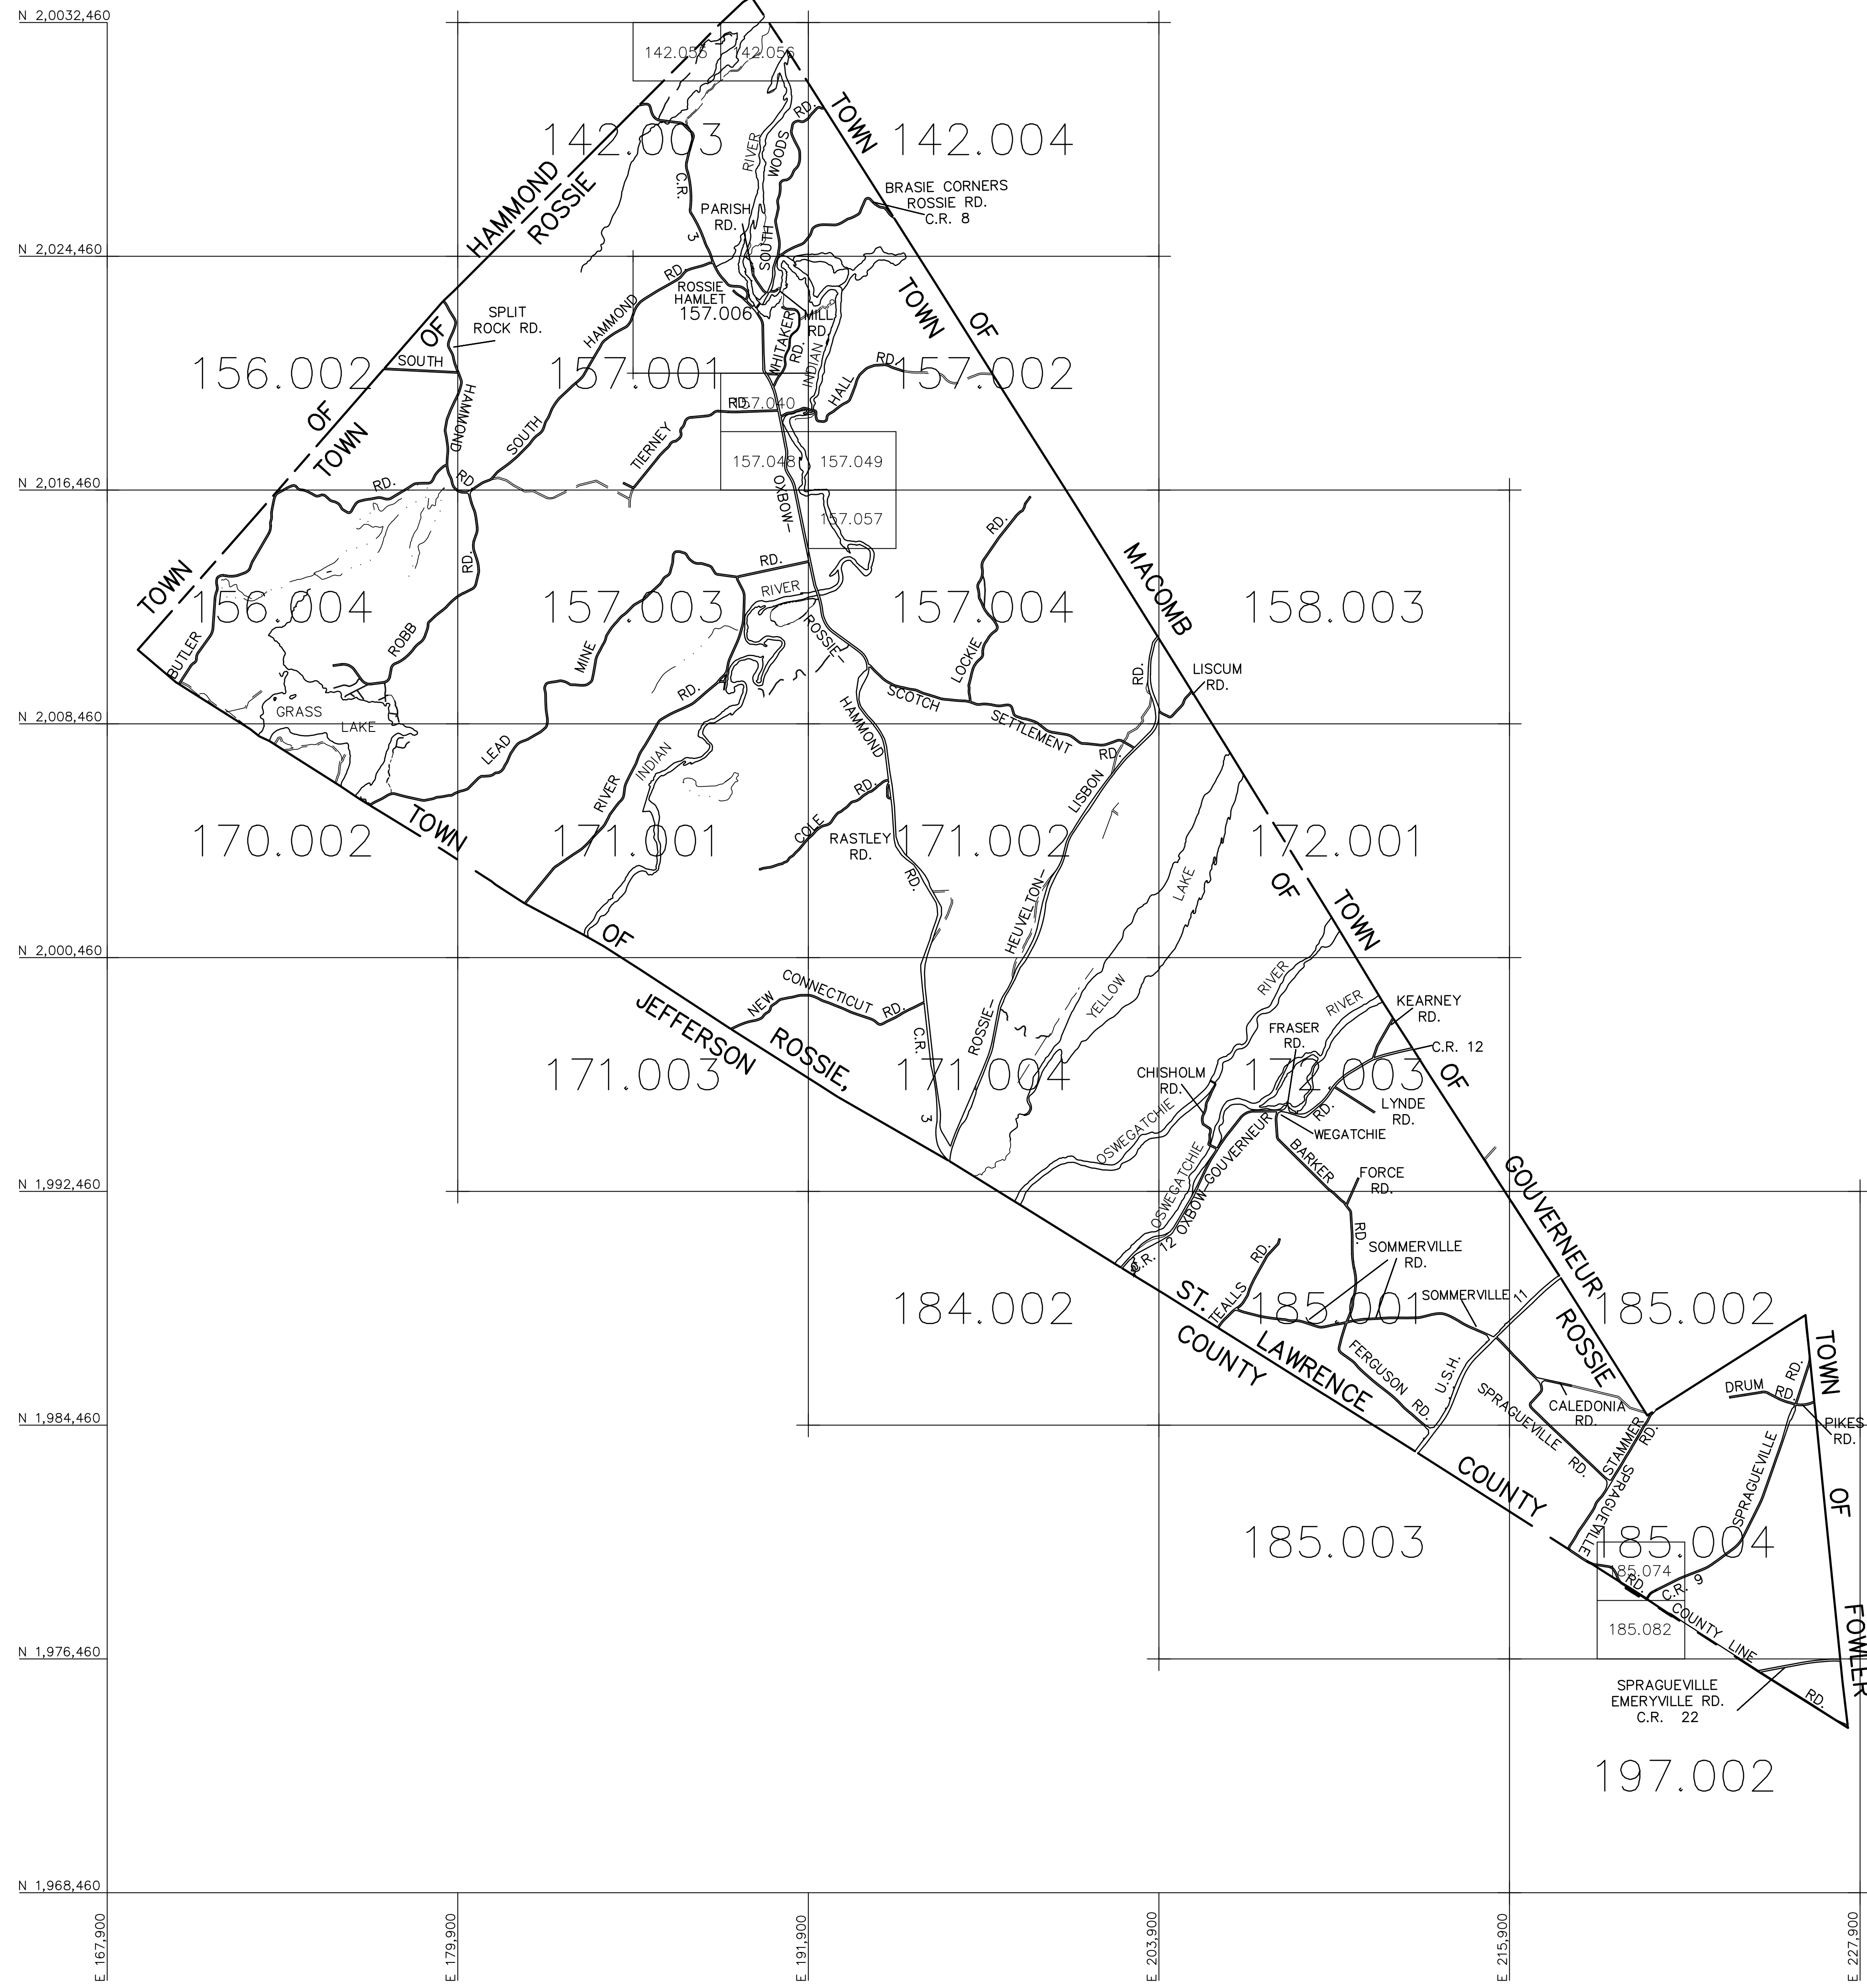 N 2,0032,460
142.055
142.056
TOWN
142.003
142.004
RD.
RIVER
WOODS
C.R.
3
HAMMOND
ROSSIE
BRASIE CORNERS
ROSSIE RD.
C.R. 8
PARISH
RD.
SOUTH
N 2,024,460
RD.
ROSSIE
HAMLET
157.006
TOWN
OF
SPLIT
ROCK RD.
HAMMOND
MILL
RD.
WHITAKER
RD.
INDIAN
OF
SOUTH
156.002
157.001
157.002
HALL
RD.
HAMMOND
RD.
157.040
OF
TOWN
SOUTH
TIERNEY
157.048
157.049
N 2,016,460
RD.
RD
OXBOW-
157.057
RD.
MACOMB
RD.
RD.
RIVER
TOWN
156.004
157.003
157.004
158.003
BUTLER
ROBB
MINE
ROSSIE-
LOCKIE
RD.
LISCUM
RD.
GRASS
LAKE
RD.
HAMMOND
SCOTCH
SETTLEMENT
RD.
N 2,008,460
LEAD
INDIAN
RIVER
LISBON
TOWN
COLE
RD.
RASTLEY
RD.
170.002
171.001
171.002
172.001
RD.
LAKE
OF
TOWN
HEUVELTON-
OF
N 2,000,460
NEW
CONNECTICUT
RD.
YELLOW
RIVER
RIVER
KEARNEY
RD.
JEFFERSON
ROSSIE,
C.R.
ROSSIE-
FRASER
RD.
C.R. 12
171.003
171.004
172.003
OF
CHISHOLM
RD.
LYNDE
RD.
RD.
3
OSWEGATCHIE
WEGATCHIE
BARKER
FORCE
RD.
GOUVERNEUR
N 1,992,460
OSWEGATCHIE
OXBOW-GOUVERNEUR
C.R. 12
RD.
RD.
SOMMERVILLE
RD.
ST.
TEALLS
SOMMERVILLE
11
184.002
185.001
185.002
COUNTY
LAWRENCE
FERGUSON
RD.
U.S.H.
ROSSIE
TOWN
SPRAGUEVILLE
RD.
CALEDONIA
RD.
DRUM
RD.
RD.
PIKES
RD.
N 1,984,460
COUNTY
STAMMER
RD.
SPRAGUEVILLE
SPRAGUEVILLE
OF
185.003
185.004
185.074
RD.
C.R. 9
185.082
COUNTY
LINE
RD.
FOWLER
N 1,976,460
SPRAGUEVILLE
EMERYVILLE RD.
C.R. 22
197.002
N 1,968,460
E 167,900
E 179,900
E 191,900
E 203,900
E 215,900
E 227,900